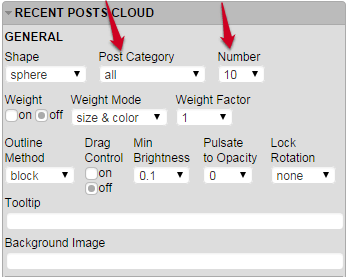 RECENT POSTS CLOUD
GENERAL
Shape Post Category Number
sphere all 10
Weight Weight Mode Weight Factor
on off size & color 1
Outline Method Drag Control Min Brightness Pulsate to Opacity Lock Rotation
block on off 0.1 0 none
Tooltip
Background Image